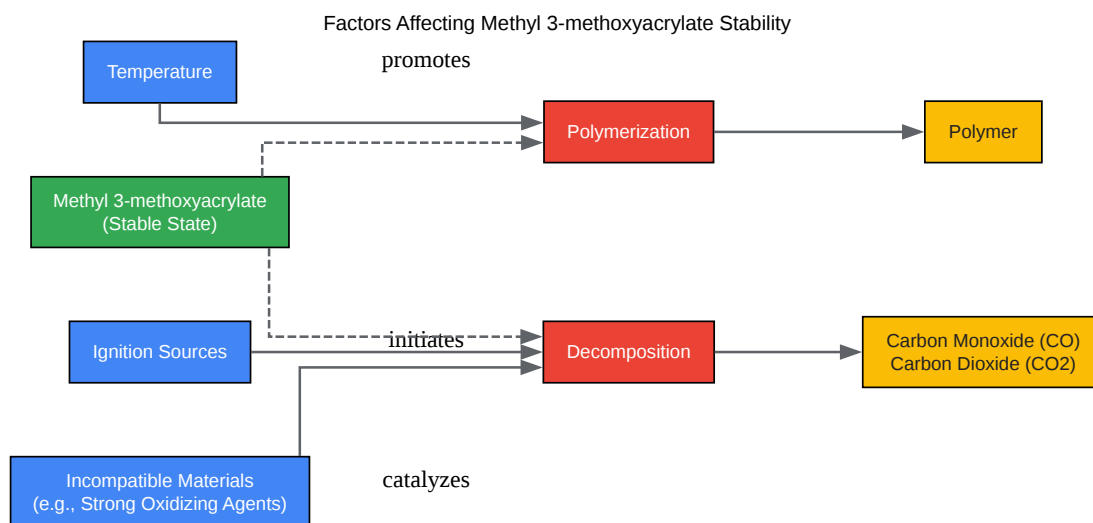 Factors Affecting Methyl 3-methoxyacrylate Stability
promotes
Temperature
Polymerization
Polymer
Methyl 3-methoxyacrylate
(Stable State)
initiates
Ignition Sources
Decomposition
Carbon Monoxide (CO)
Carbon Dioxide (CO2)
Incompatible Materials
(e.g., Strong Oxidizing Agents)
catalyzes